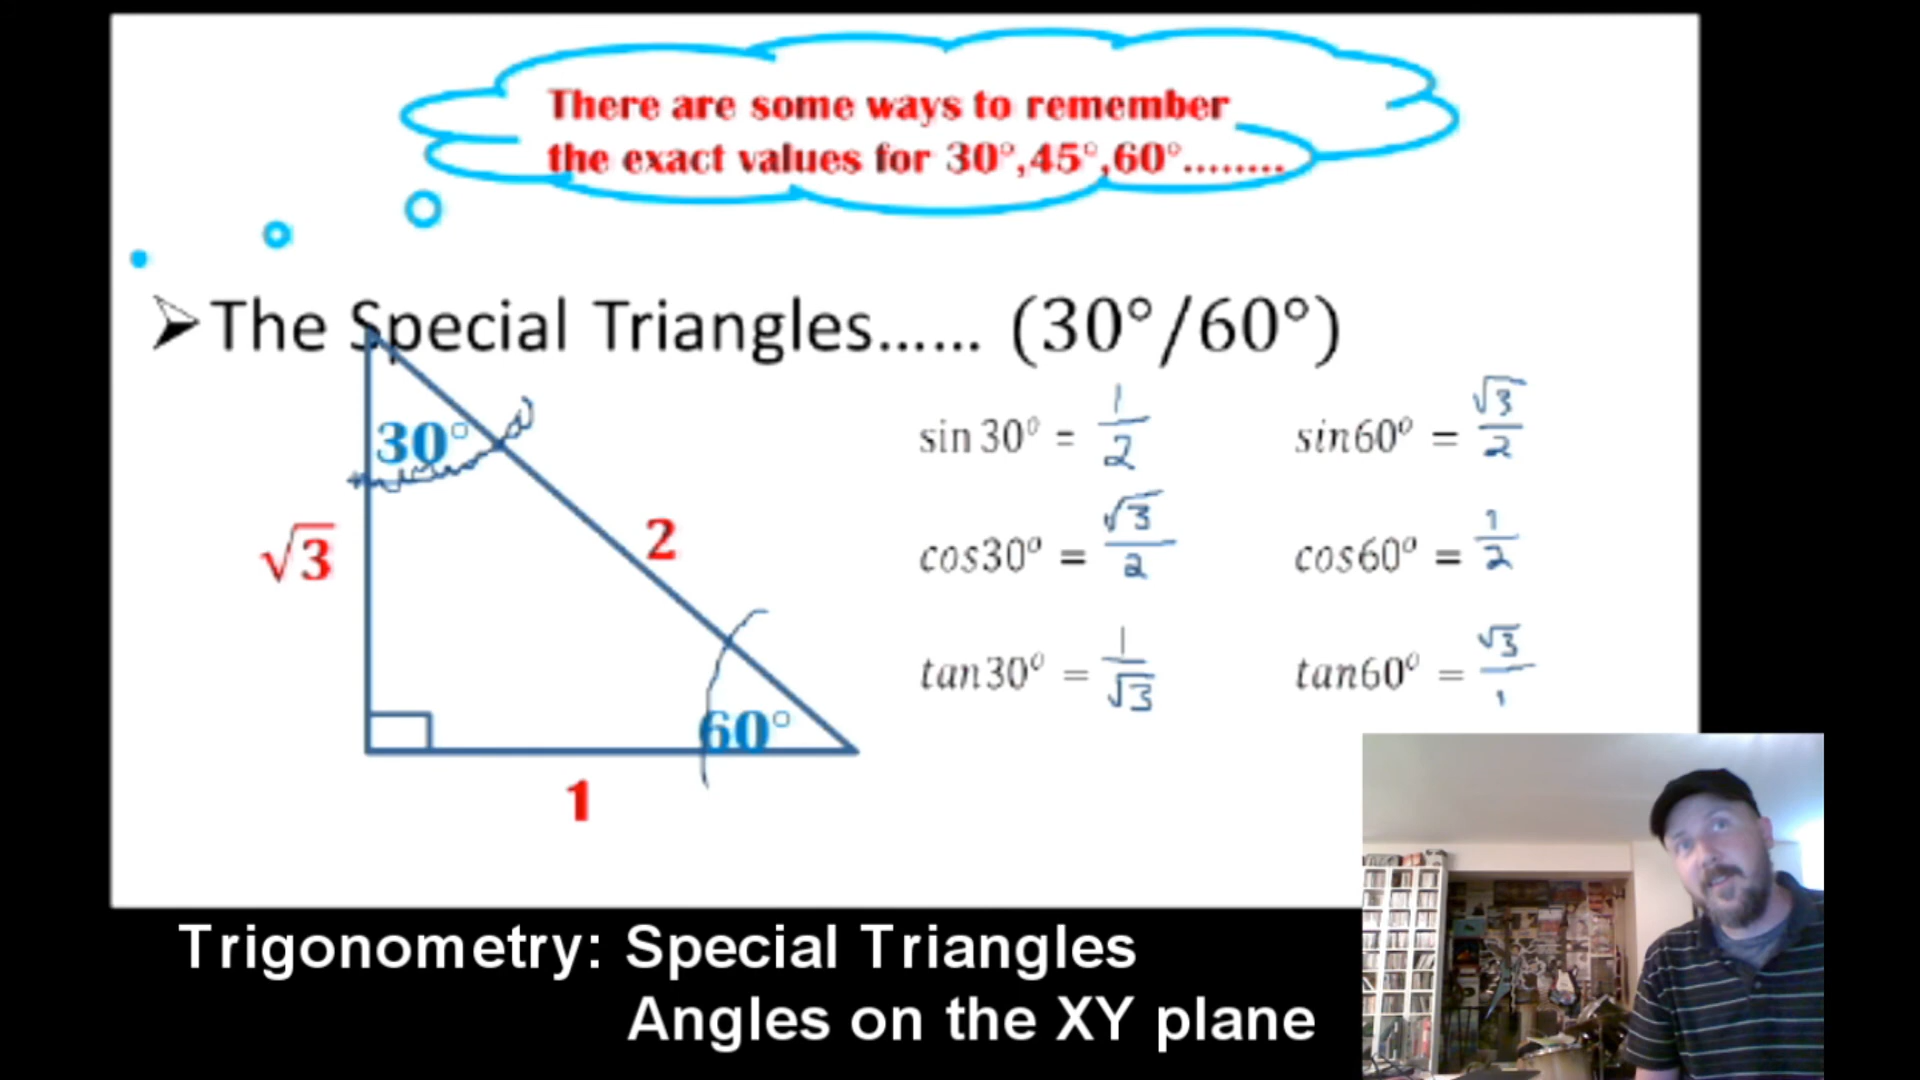 There are some ways to remember
the exact values for 30°,45°,60°........
➤The Special Triangles...... (30°/60°)
30°
√3
2
60°
1
sin 30° = 1/2
sin60° = √3/2
cos30° = √3/2
cos60° = 1/2
tan30° = 1/√3
tan60° = √3/1
Trigonometry: Special Triangles
Angles on the XY plane